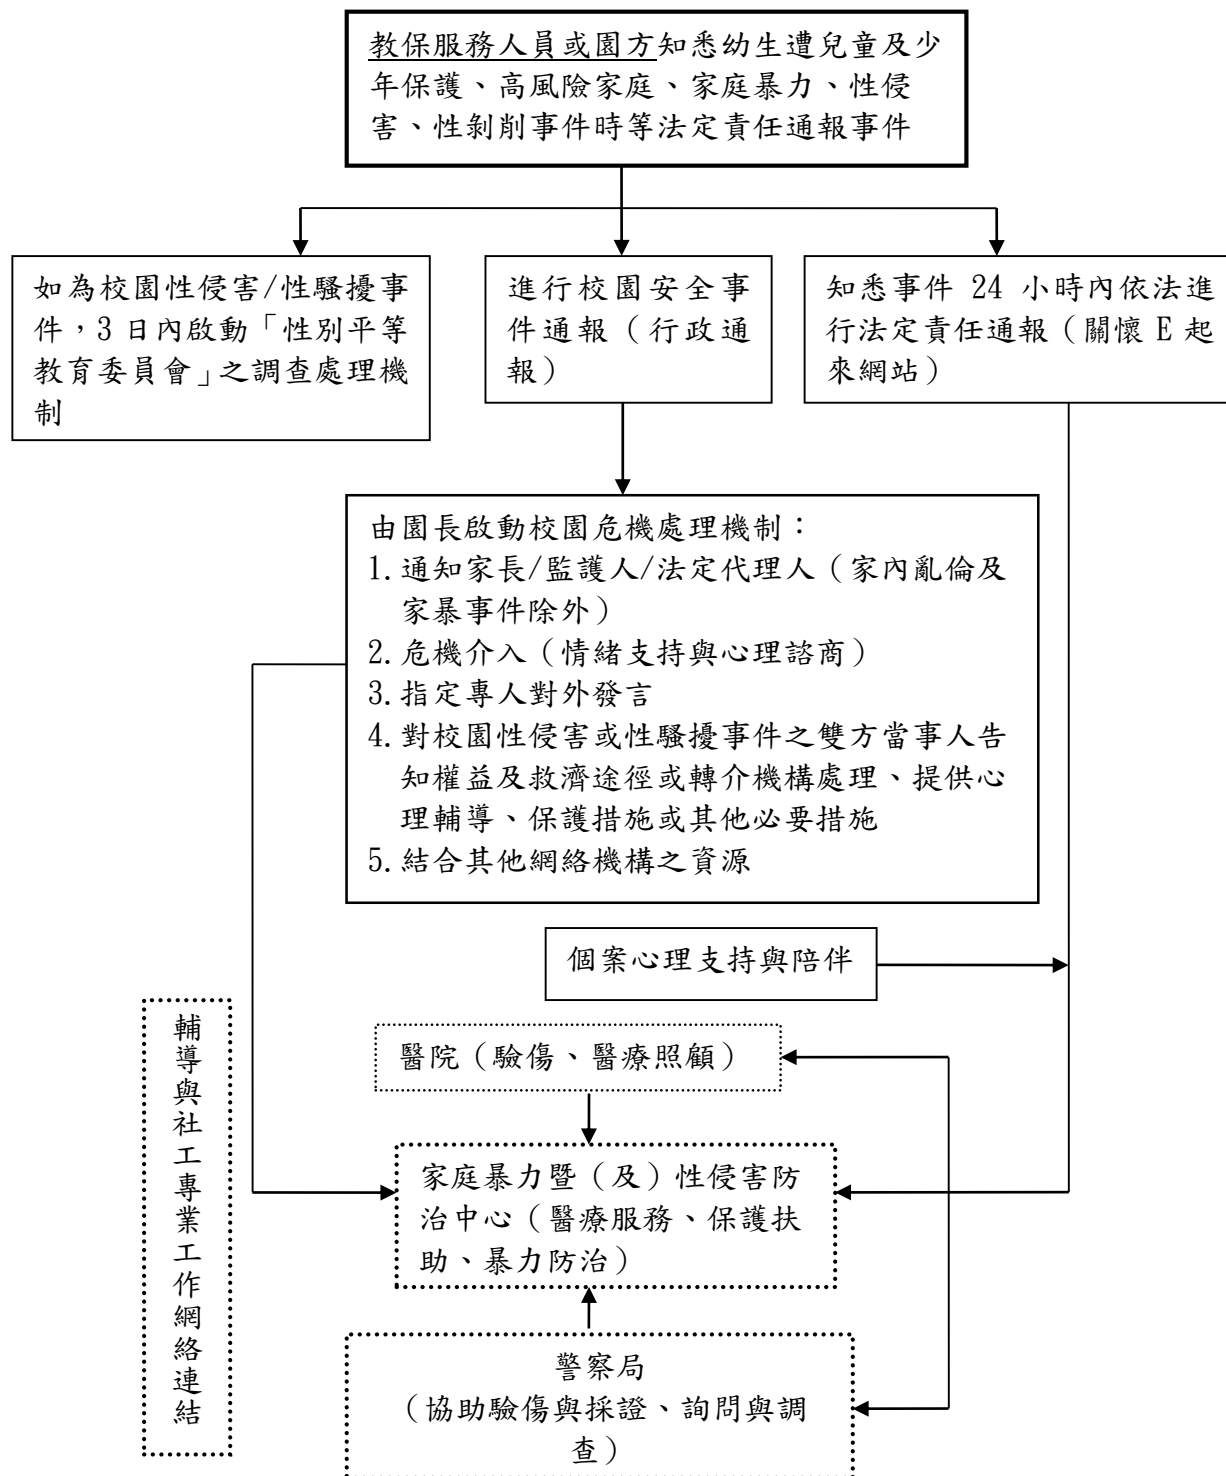 教保服務人員或園方知悉幼生遭兒童及少
年保護、高風險家庭、家庭暴力、性侵
害、性剝削事件時等法定責任通報事件
如為校園性侵害/性騷擾事
件，3 日內啟動「性別平等
教育委員會」之調查處理機
制
進行校園安全事
件通報（行政通
報）
知悉事件 24 小時內依法進
行法定責任通報（關懷 E 起
來網站）
由園長啟動校園危機處理機制：
1.通知家長/監護人/法定代理人（家內亂倫及
家暴事件除外）
2.危機介入（情緒支持與心理諮商）
3.指定專人對外發言
4.對校園性侵害或性騷擾事件之雙方當事人告
知權益及救濟途徑或轉介機構處理、提供心
理輔導、保護措施或其他必要措施
5.結合其他網絡機構之資源
個案心理支持與陪伴
輔導與社工專業工作網絡連結
醫院（驗傷、醫療照顧）
家庭暴力暨（及）性侵害防
治中心（醫療服務、保護扶
助、暴力防治）
警察局
（協助驗傷與採證、詢問與調
查）